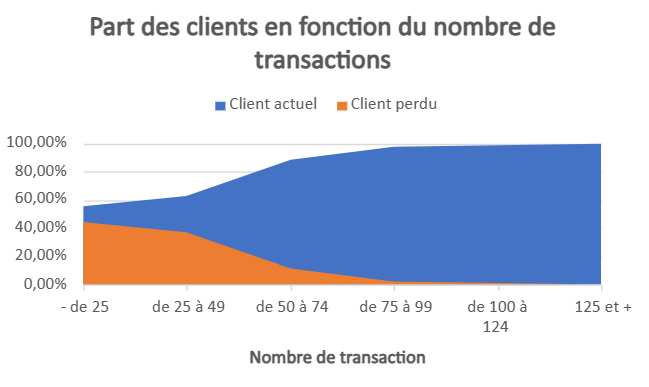 Part des clients en fonction du nombre de
transactions
Client actuel Client perdu
100,00%
80,00%
60,00%
40,00%
20,00%
0,00%
- de 25 de 25 à 49 de 50 à 74 de 75 à 99 de 100 à 125 et +
124
Nombre de transaction